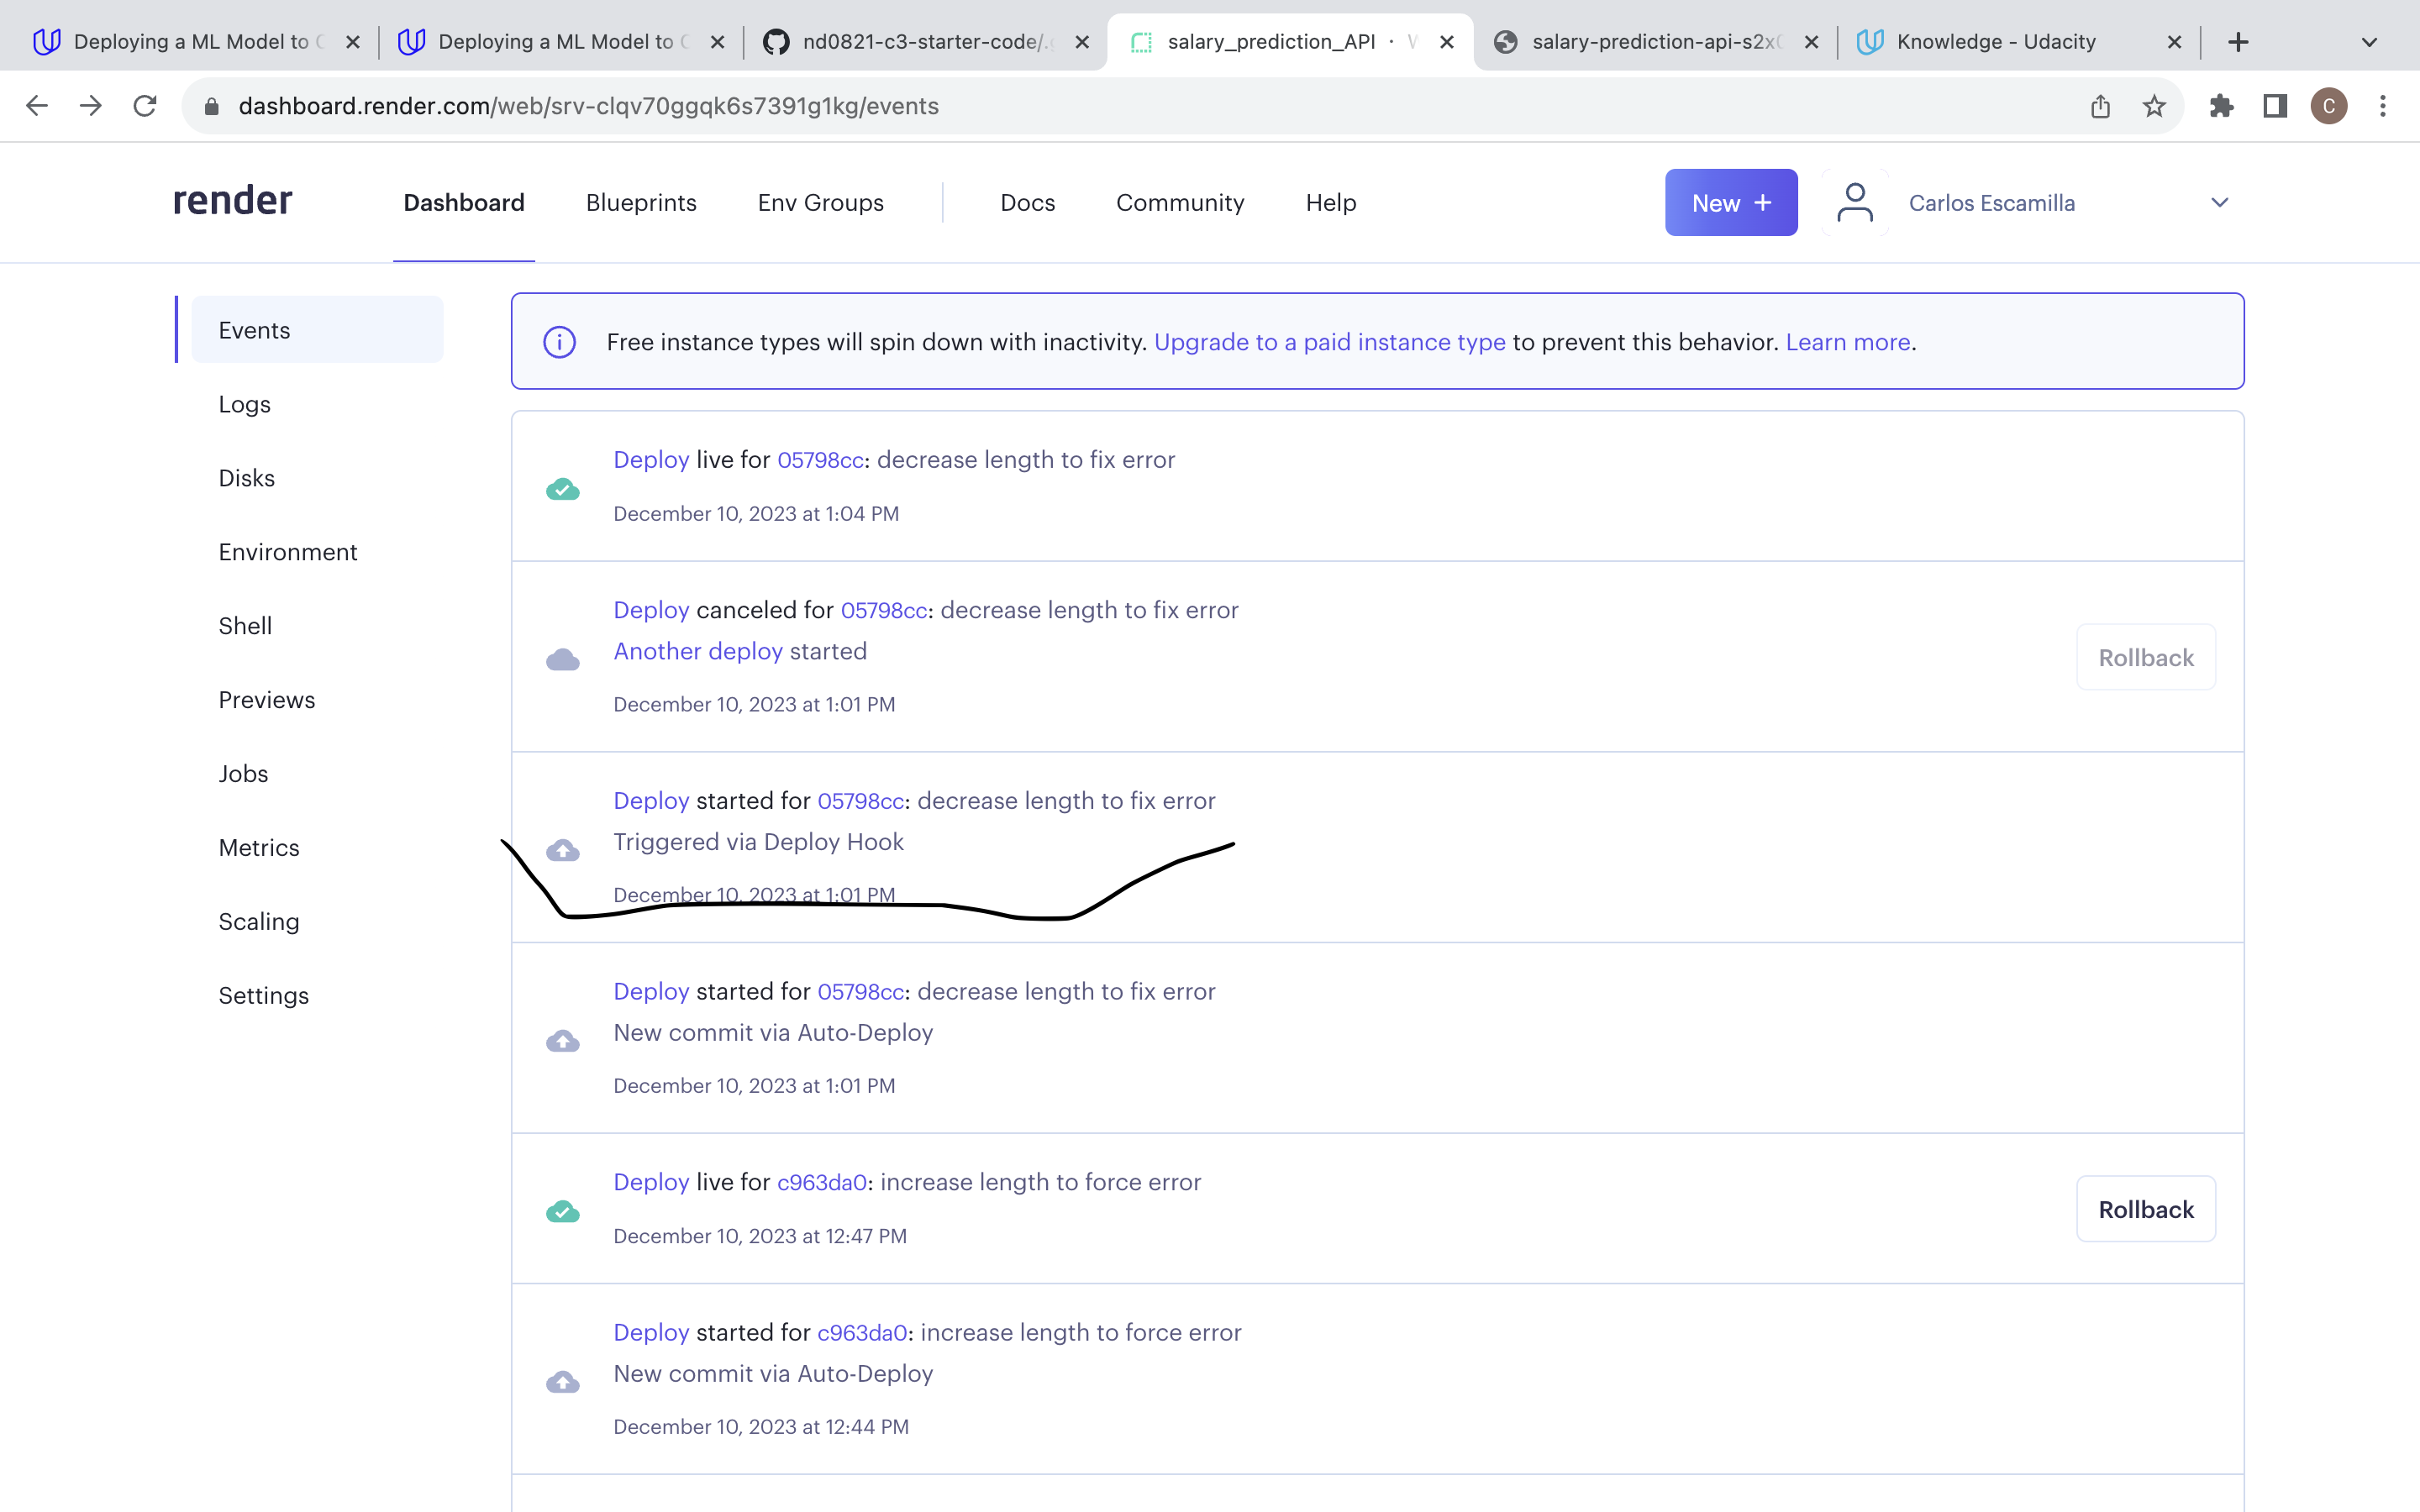 Deploying a ML Model to
Deploying a ML Model to
nd0821-c3-starter-code/.
salary_prediction_API ·
salary-prediction-api-s2x
Knowledge - Udacity
dashboard.render.com/web/srv-clqv70ggqk6s7391g1kg/events
C
render
Dashboard
Blueprints
Env Groups
Docs
Community
Help
New +
Carlos Escamilla
Events
Logs
Disks
Environment
Shell
Previews
Jobs
Metrics
Scaling
Settings
Free instance types will spin down with inactivity. Upgrade to a paid instance type to prevent this behavior. Learn more.
Deploy live for 05798cc: decrease length to fix error
December 10, 2023 at 1:04 PM
Deploy canceled for 05798cc: decrease length to fix error
Another deploy started
December 10, 2023 at 1:01 PM
Rollback
Deploy started for 05798cc: decrease length to fix error
Triggered via Deploy Hook
December 10, 2023 at 1:01 PM
Deploy started for 05798cc: decrease length to fix error
New commit via Auto-Deploy
December 10, 2023 at 1:01 PM
Deploy live for c963da0: increase length to force error
December 10, 2023 at 12:47 PM
Rollback
Deploy started for c963da0: increase length to force error
New commit via Auto-Deploy
December 10, 2023 at 12:44 PM